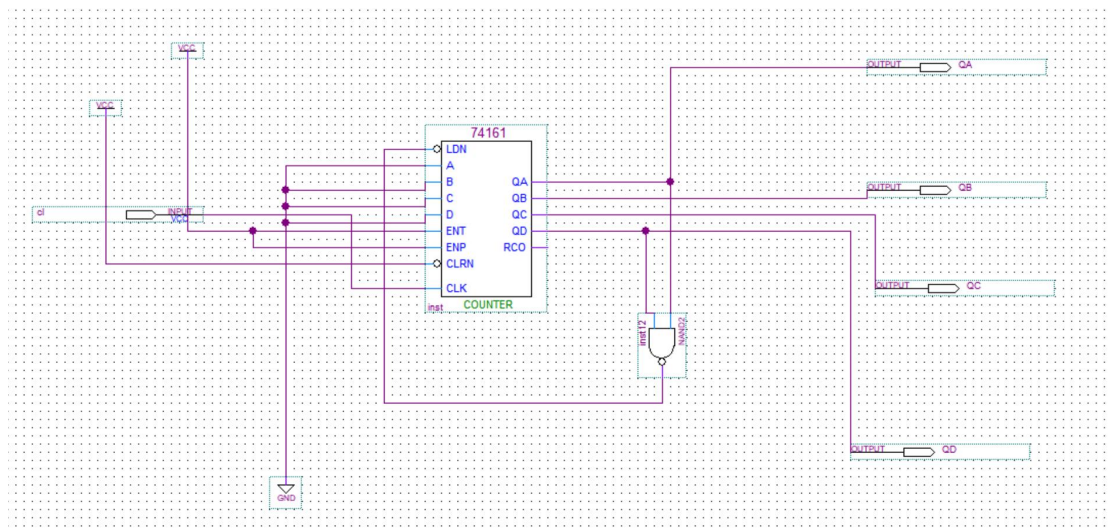 VCC
VCC
OUTPUT QA
74161
LDN
A
B
C
D
ENT
ENP
CLRN
CLK
QA
QB
QC
QD
RCO
inst
COUNTER
OUTPUT QB
cl
INPUT
VCC
OUTPUT QC
inst12
NAND2
OUTPUT QD
GND